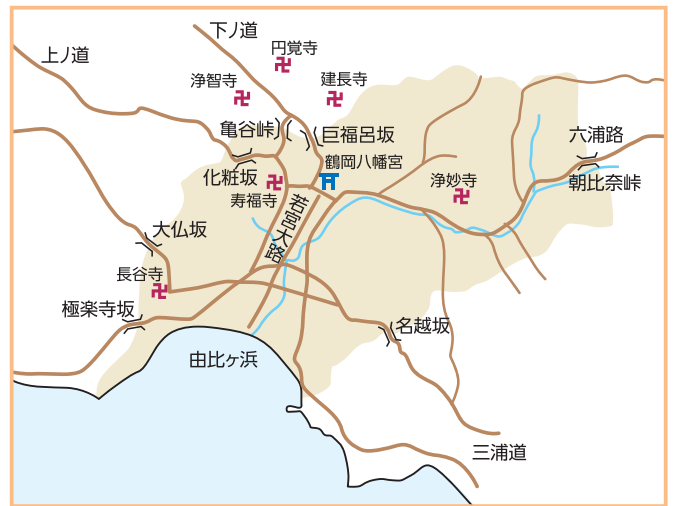 下ノ道
上ノ道
円覚寺
浄智寺
建長寺
亀谷峠
巨福呂坂
六浦路
鶴岡八幡宮
化粧坂
浄妙寺
朝比奈峠
寿福寺
若宮大路
大仏坂
長谷寺
極楽寺坂
名越坂
由比ヶ浜
三浦道